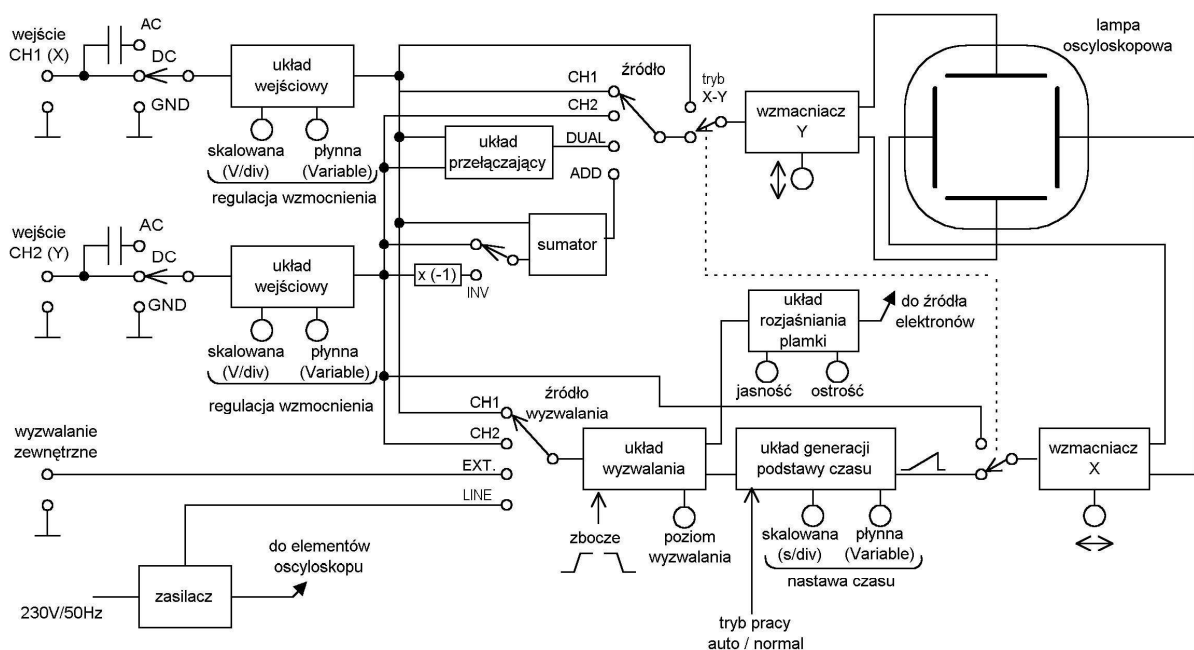 wejście
CH1 (X)
AC
DC
GND
układ
wejściowy
skalowana
(V/div)
płynna
(Variable)
regulacja wzmocnienia
wejście
CH2 (Y)
AC
DC
GND
układ
wejściowy
skalowana
(V/div)
płynna
(Variable)
regulacja wzmocnienia
CH1
CH2
DUAL
ADD
źródło
układ
przełączający
sumator
x (-1)
INV
tryb
X-Y
wzmacniacz
Y
lampa
oscyloskopowa
układ
rozjaśniania
plamki
jasność
ostrość
do źródła
elektronów
wyzwalanie
zewnętrzne
CH1
CH2
EXT.
LINE
źródło
wyzwalania
układ
wyzwalania
zbocze
poziom
wyzwalania
układ generacji
podstawy czasu
skalowana
(s/div)
płynna
(Variable)
nastawa czasu
tryb pracy
auto / normal
wzmacniacz
X
230V/50Hz
zasilacz
do elementów
oscyloskopu